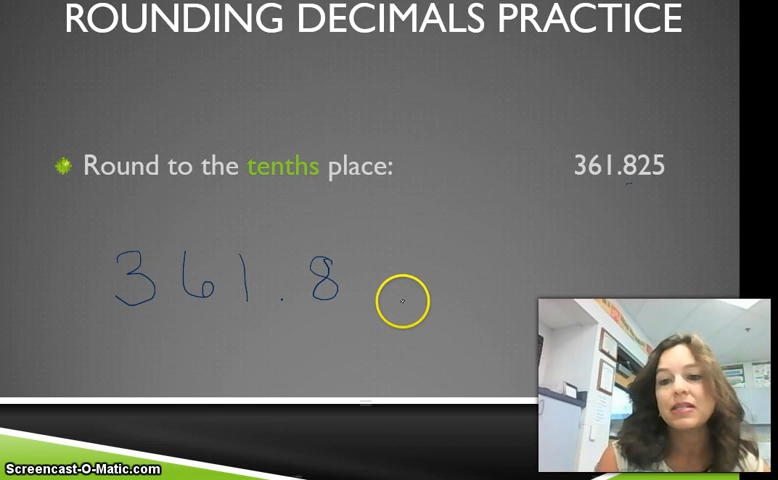 ROUNDING DECIMALS PRACTICE
Round to the tenths place: 361.825
361.8
Screencast-O-Matic.com